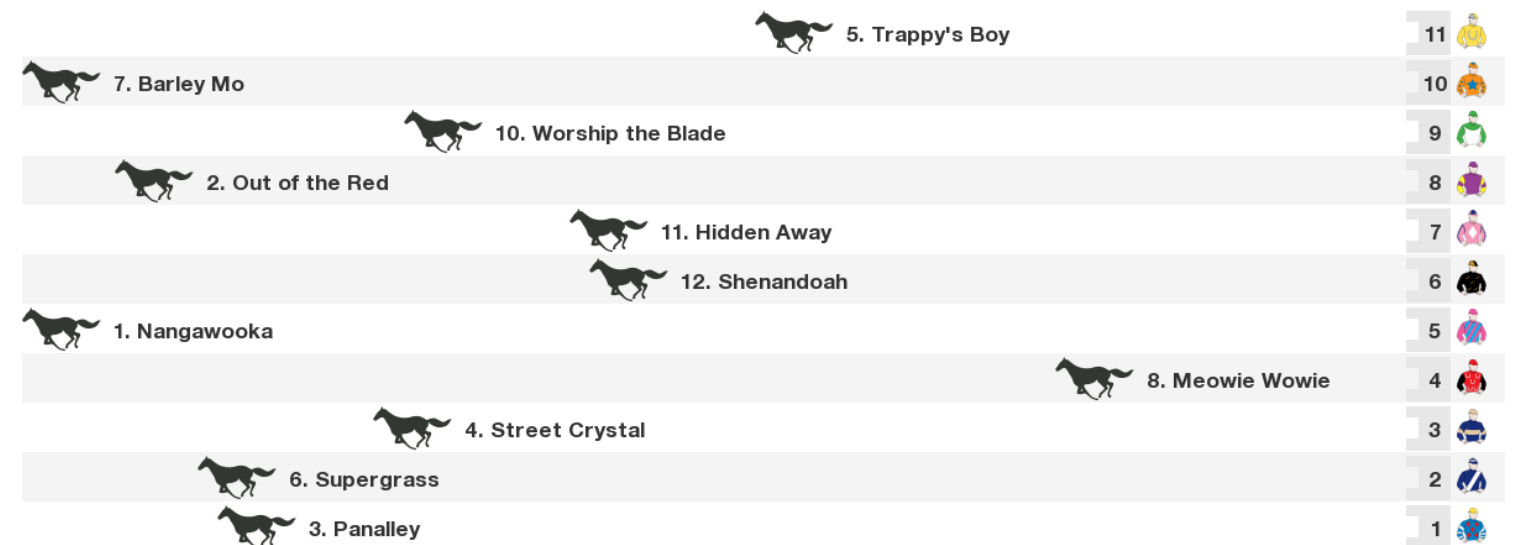 5. Trappy's Boy 11
7. Barley Mo 10
10. Worship the Blade 9
2. Out of the Red 8
11. Hidden Away 7
12. Shenandoah 6
1. Nangawooka 5
8. Meowie Wowie 4
4. Street Crystal 3
6. Supergrass 2
3. Panalley 1